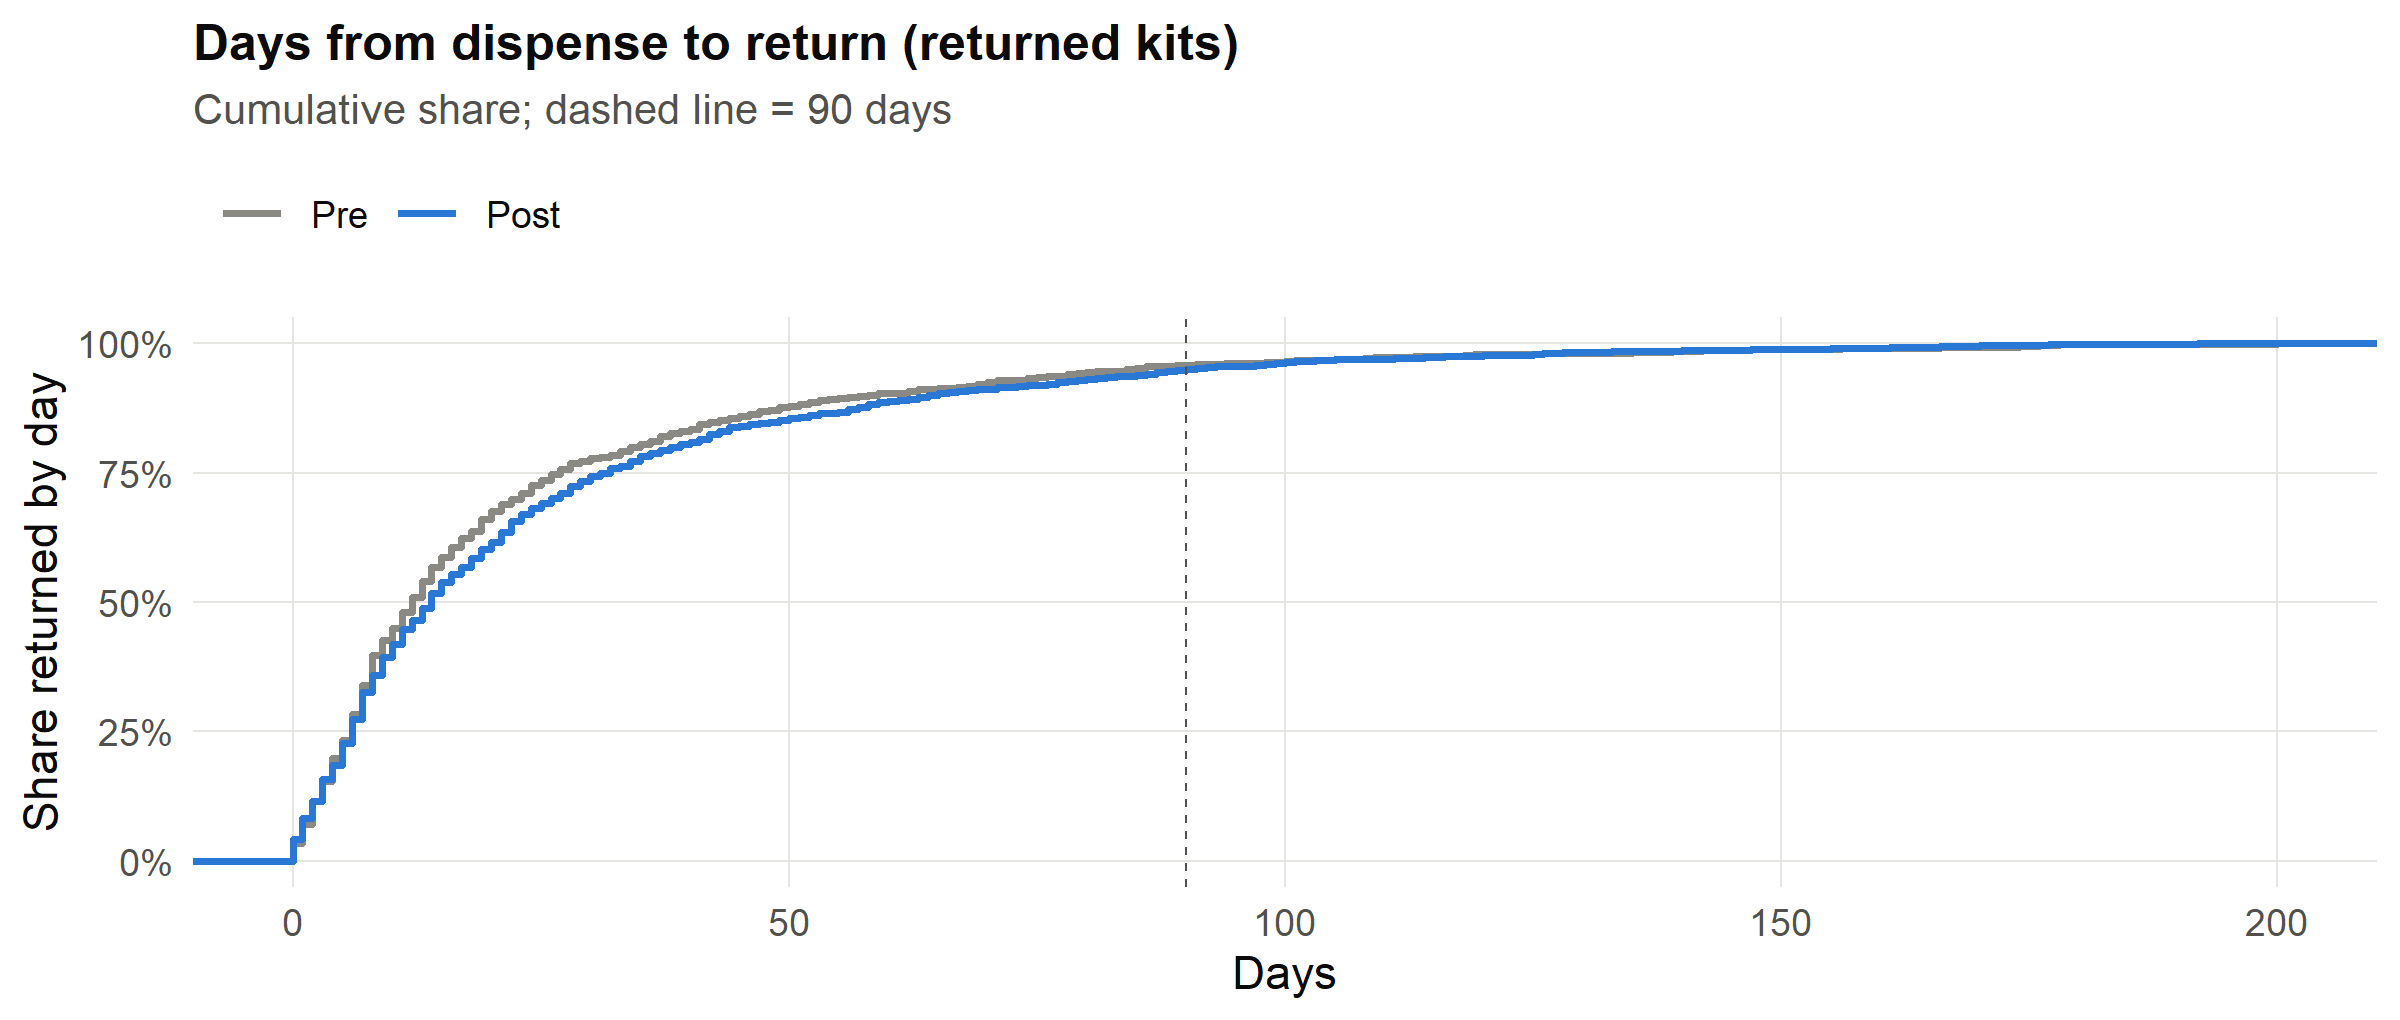 Days from dispense to return (returned kits)
Cumulative share; dashed line = 90 days
Pre Post
Share returned by day
100%
75%
50%
25%
0%
0 50 100 150 200
Days